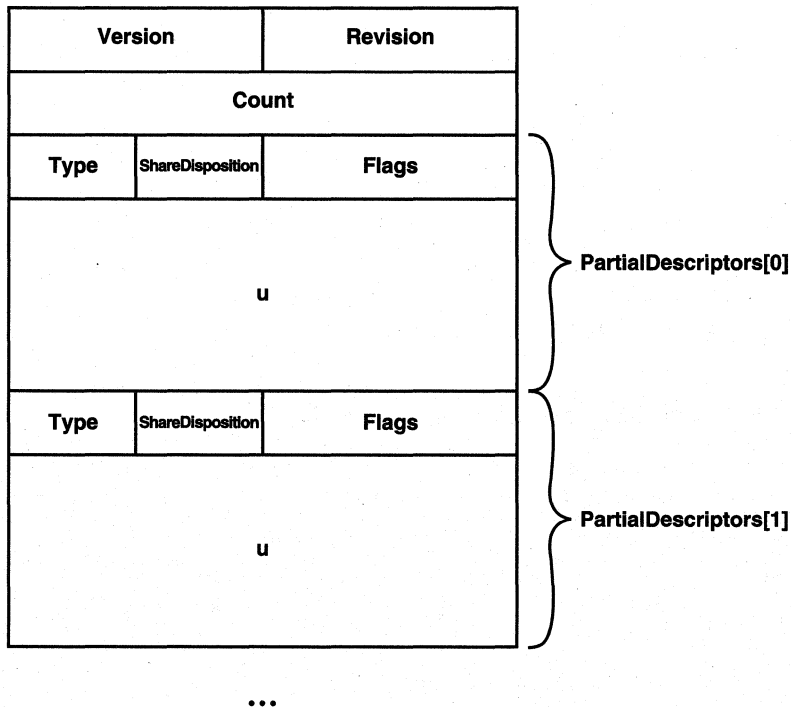 Version Revision
Count
Type ShareDisposition Flags
PartialDescriptors[0]
u
Type ShareDisposition Flags
PartialDescriptors[1]
u
...